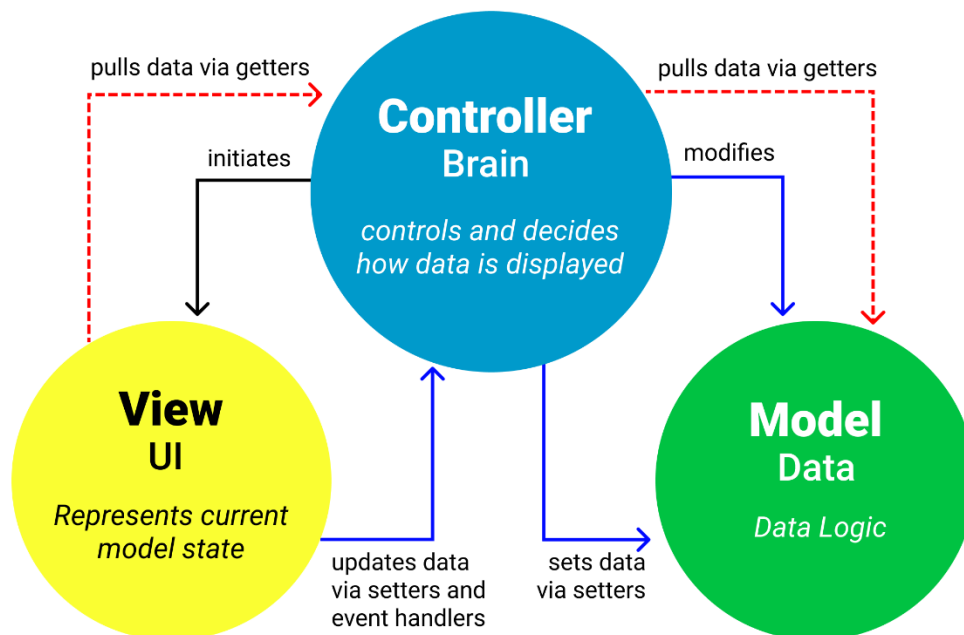 pulls data via getters
pulls data via getters
Controller
Brain
initiates
modifies
controls and decides
how data is displayed
View
UI
Represents current
model state
Model
Data
Data Logic
updates data
via setters and
event handlers
sets data
via setters